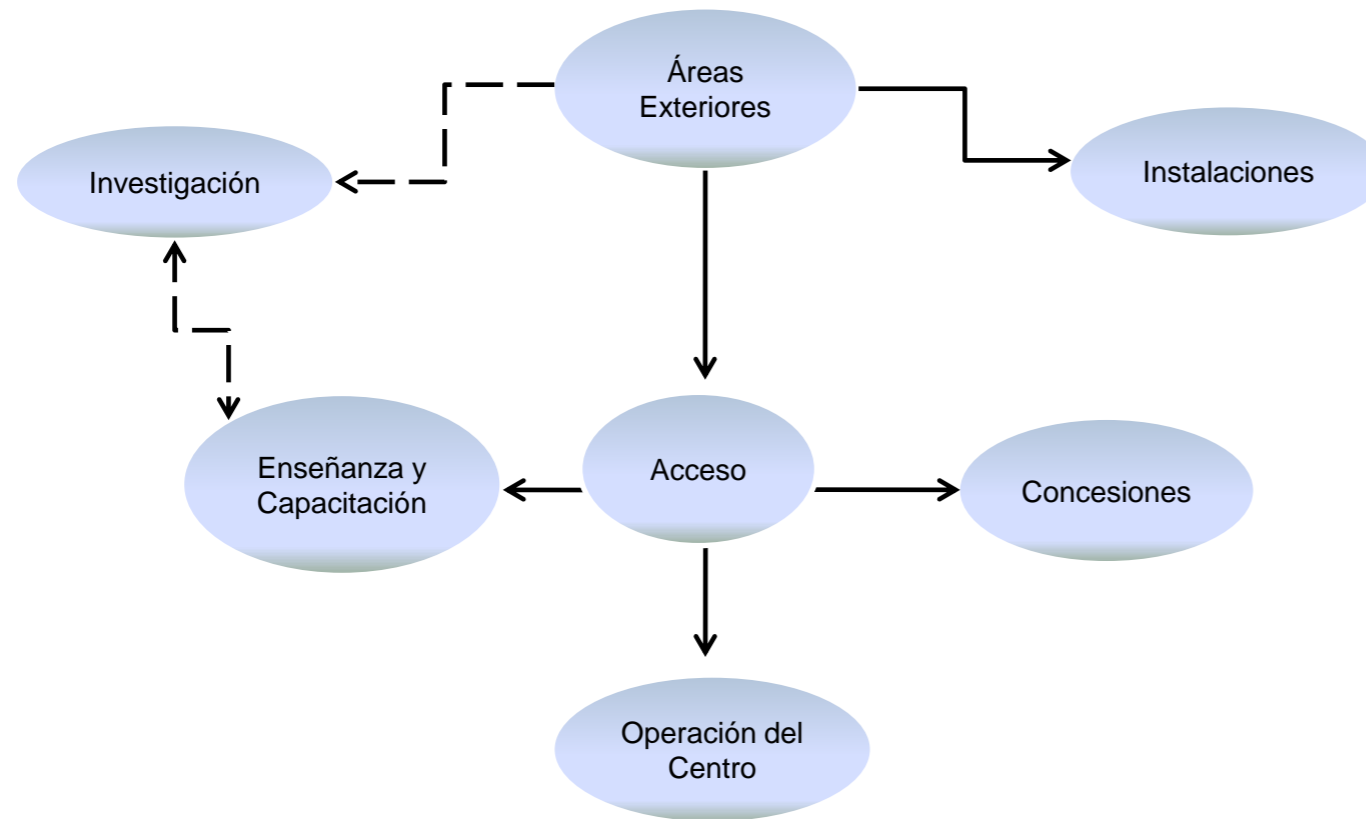 Áreas
Exteriores
Investigación
Instalaciones
Enseñanza y
Capacitación
Acceso
Concesiones
Operación del
Centro